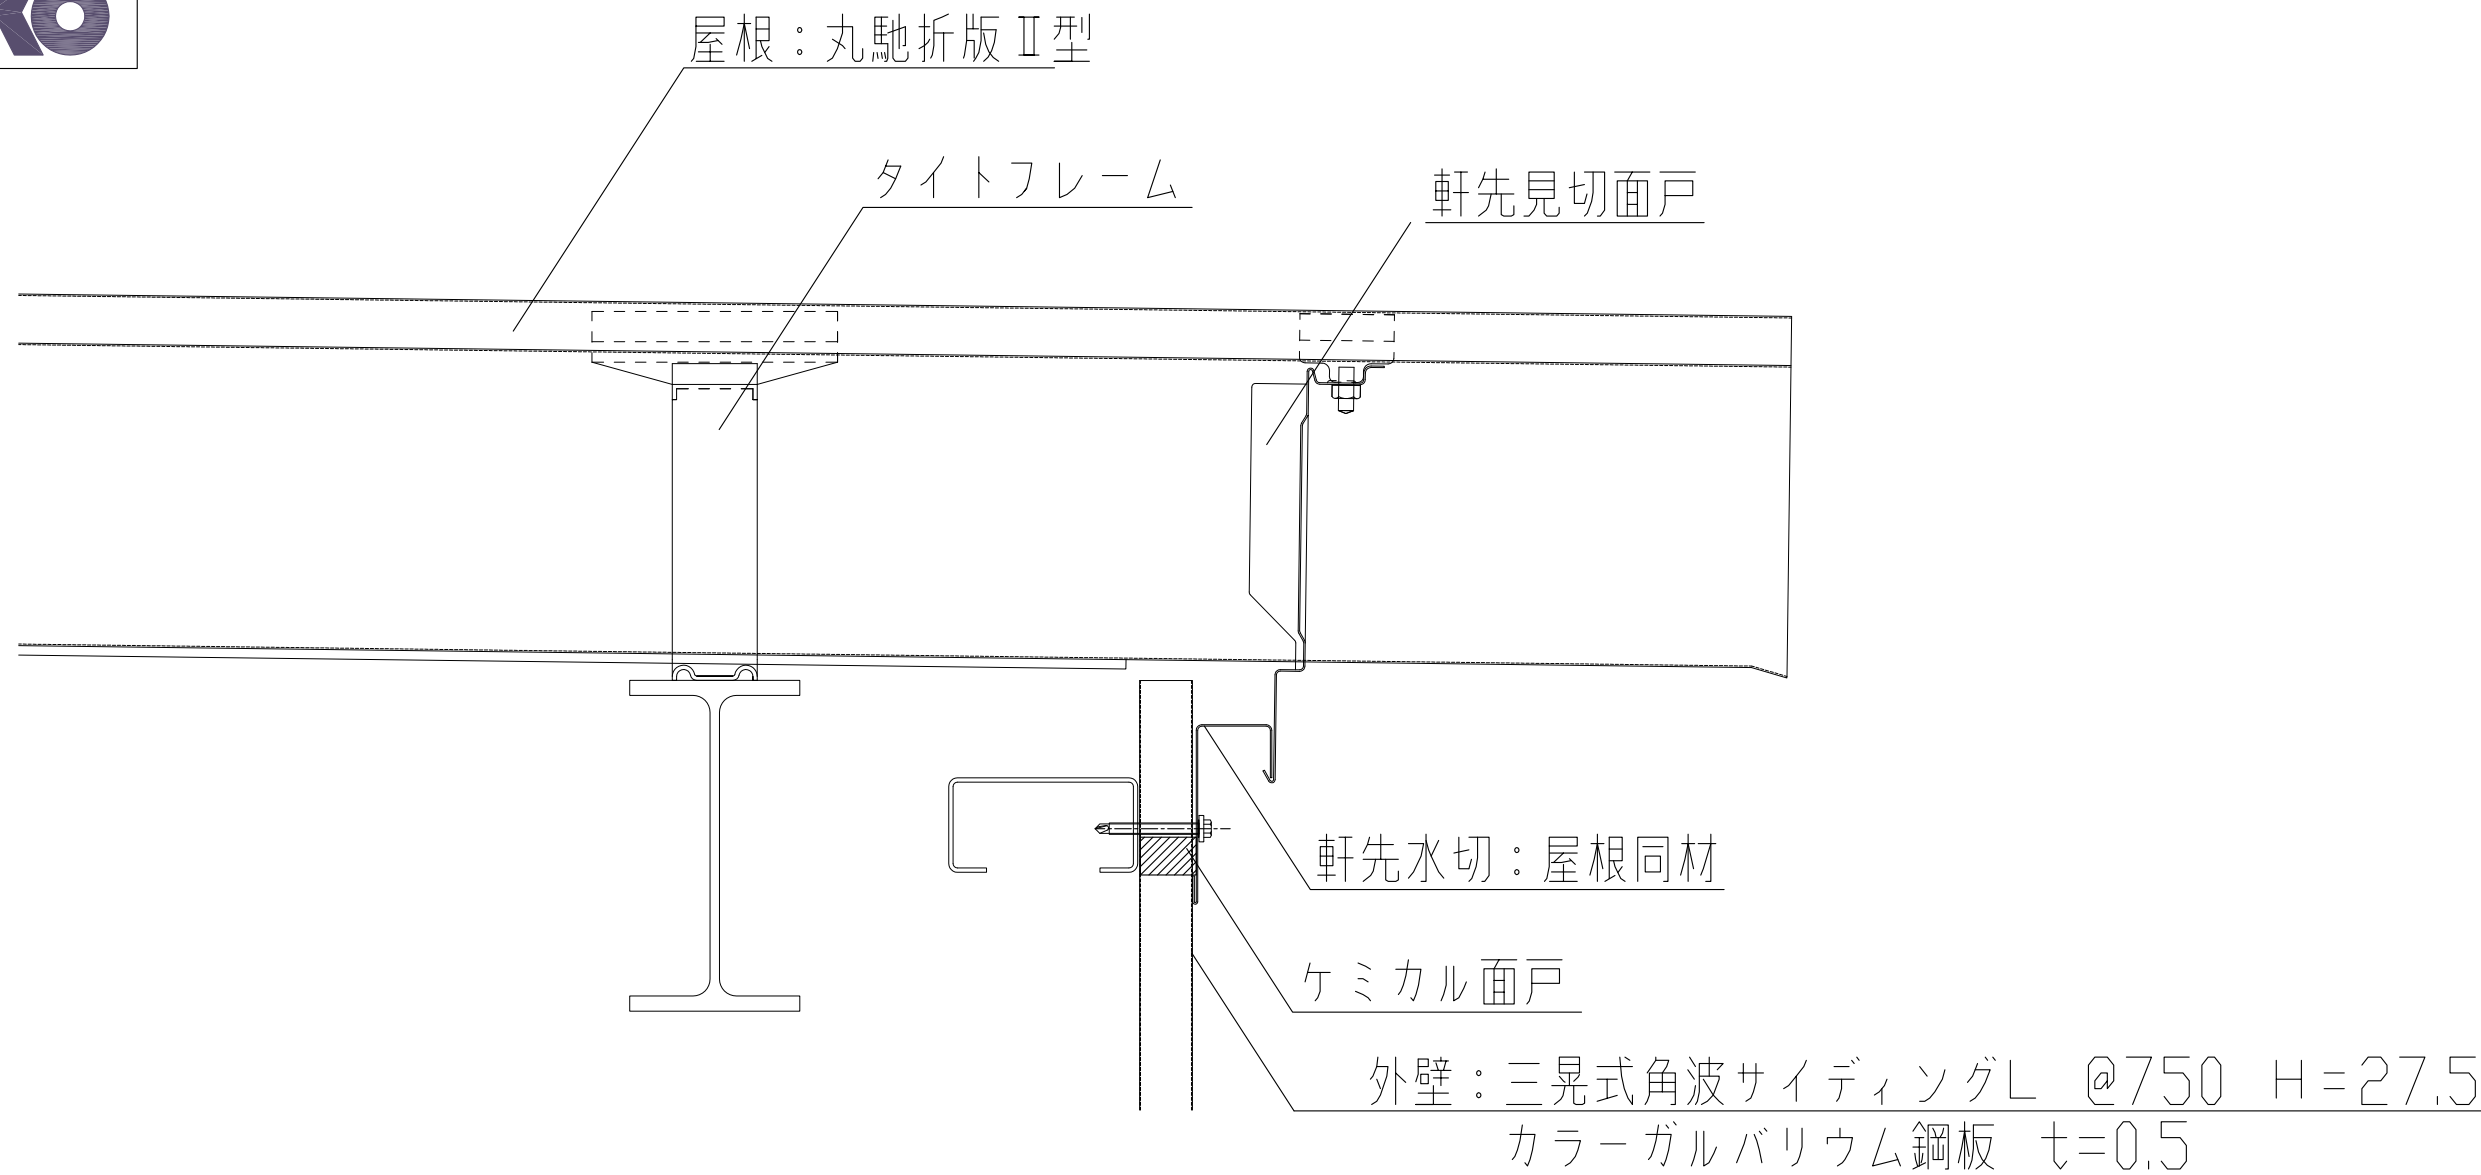 KO
屋根：丸馳折版Ⅱ型
タイトフレーム
軒先見切面戸
軒先水切：屋根同材
ケミカル面戸
外壁：三晃式角波サイディングL @750 H=27.5
カラーガルバリウム鋼板 t=0.5